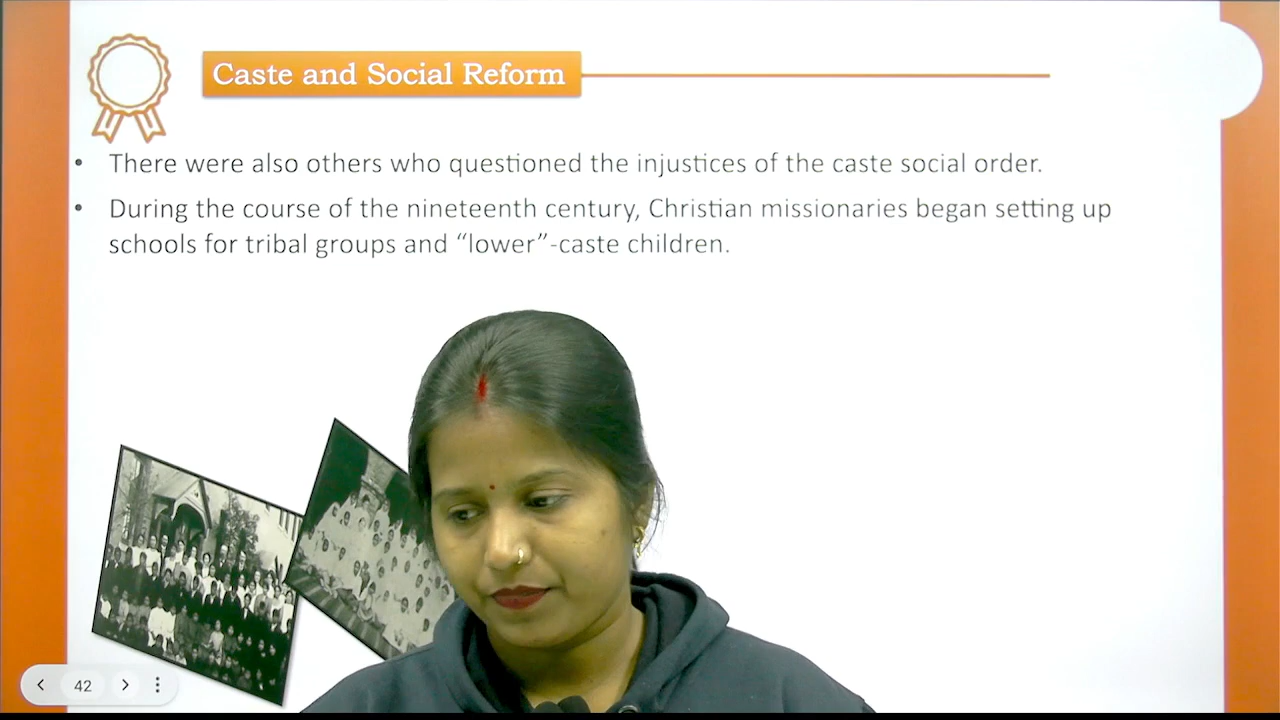 Caste and Social Reform
• There were also others who questioned the injustices of the caste social order.
• During the course of the nineteenth century, Christian missionaries began setting up
schools for tribal groups and “lower”-caste children.
42